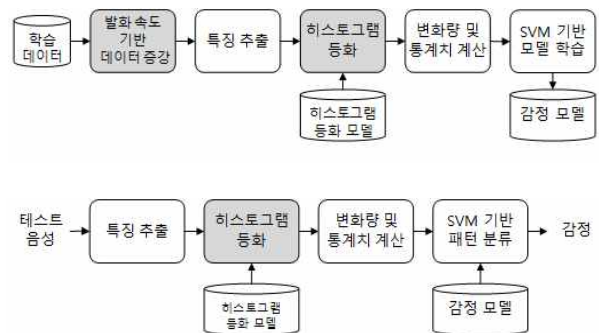 학습
데이터
발화 속도
기반
데이터 증강
특징 추출
히스토그램
등화
변화량 및
통계치 계산
SVM 기반
모델 학습
히스토그램
등화 모델
감정 모델
테스트
음성
특징 추출
히스토그램
등화
변화량 및
통계치 계산
SVM 기반
패턴 분류
감정
히스토그램
등화 모델
감정 모델